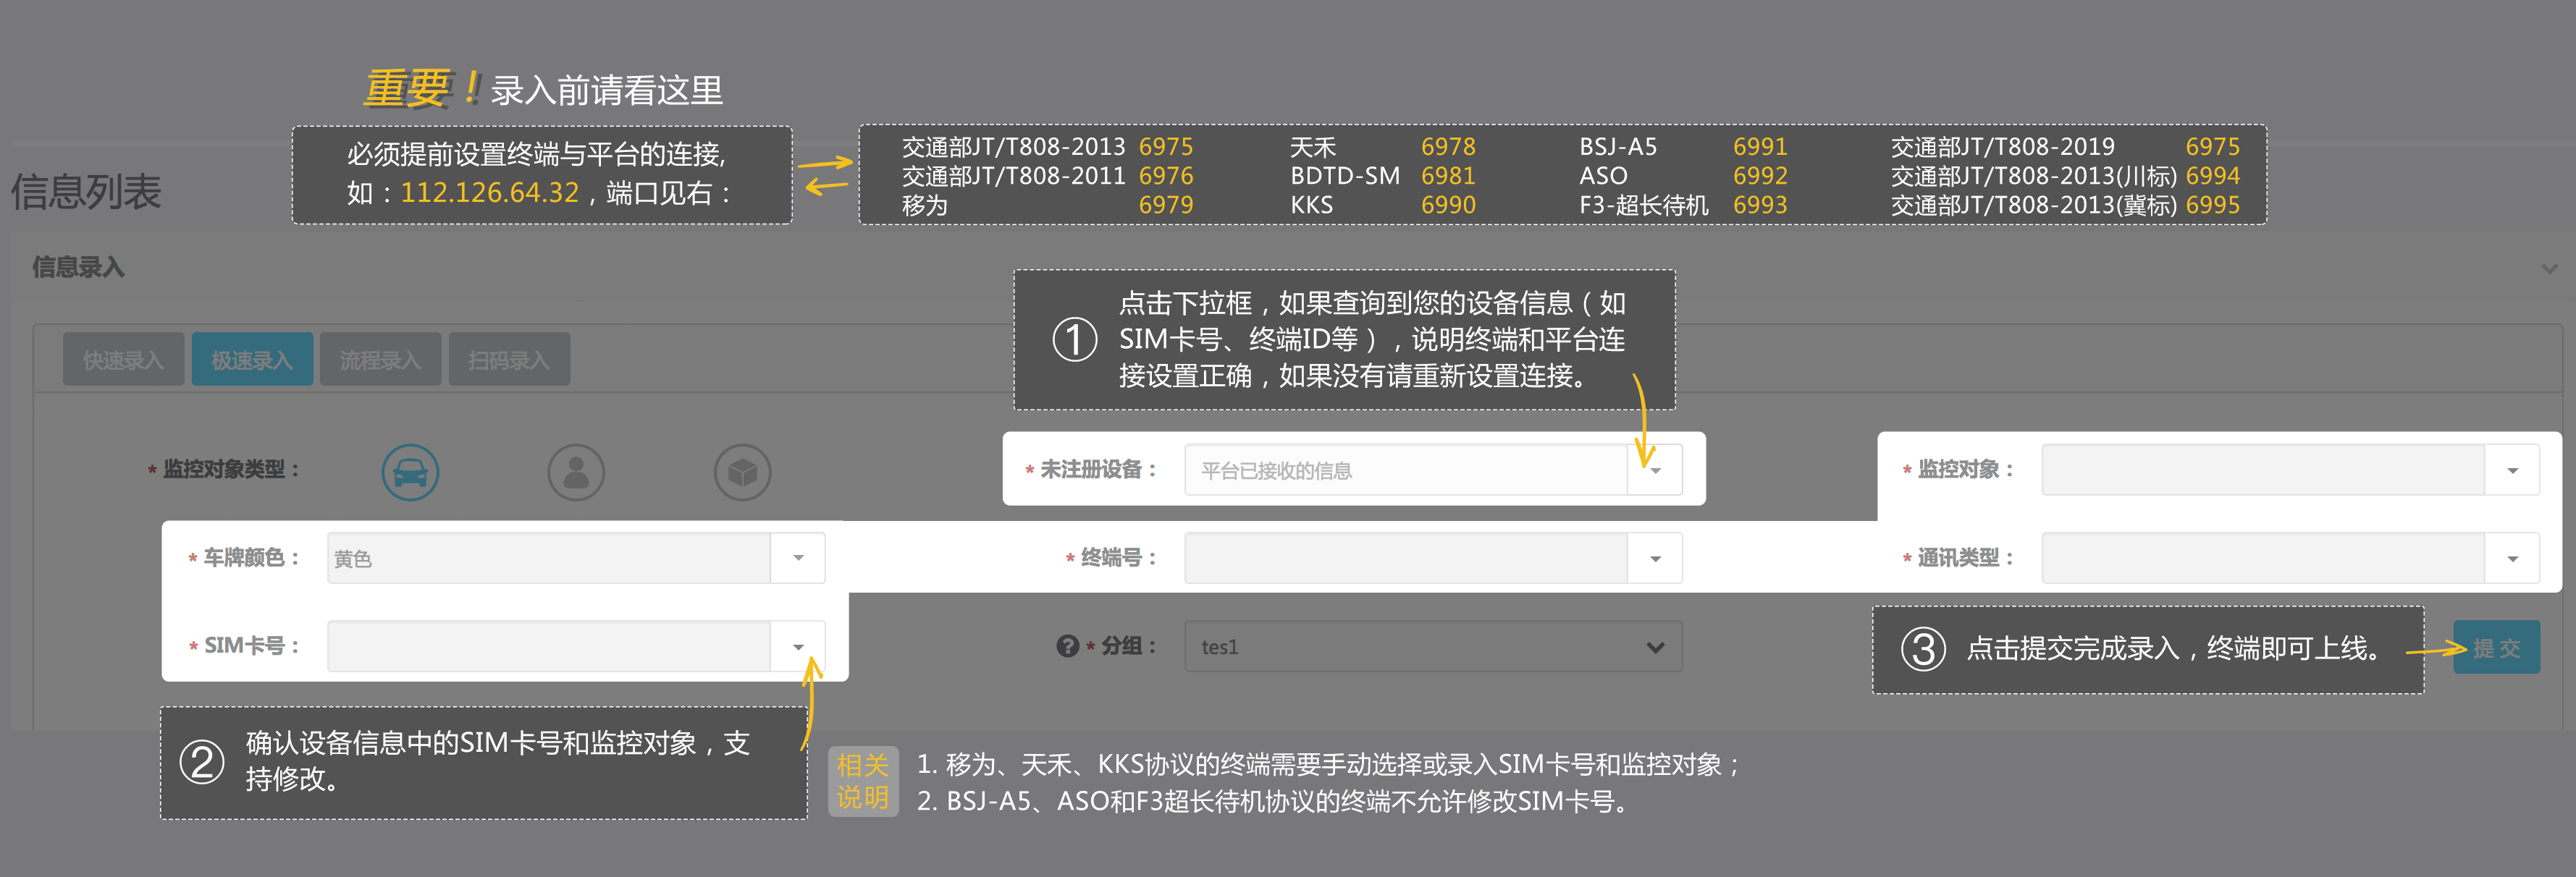 重要！录入前请看这里
必须提前设置终端与平台的连接,
如：112.126.64.32，端口见右：
交通部JT/T808-2013 6975 天禾 6978 BSJ-A5 6991 交通部JT/T808-2019 6975
交通部JT/T808-2011 6976 BDTD-SM 6981 ASO 6992 交通部JT/T808-2013(川标) 6994
移为 6979 KKS 6990 F3-超长待机 6993 交通部JT/T808-2013(冀标) 6995
信息列表
信息录入
① 点击下拉框，如果查询到您的设备信息（如
SIM卡号、终端ID等），说明终端和平台连
接设置正确，如果没有请重新设置连接。
快速录入 极速录入 流程录入 扫码录入
* 监控对象类型： * 未注册设备： 平台已接收的信息 * 监控对象：
* 车牌颜色： 黄色 * 终端号： * 通讯类型：
* SIM卡号： ? * 分组： tes1
③ 点击提交完成录入，终端即可上线。 提 交
② 确认设备信息中的SIM卡号和监控对象，支
持修改。
相关
说明
1. 移为、天禾、KKS协议的终端需要手动选择或录入SIM卡号和监控对象；
2. BSJ-A5、ASO和F3超长待机协议的终端不允许修改SIM卡号。